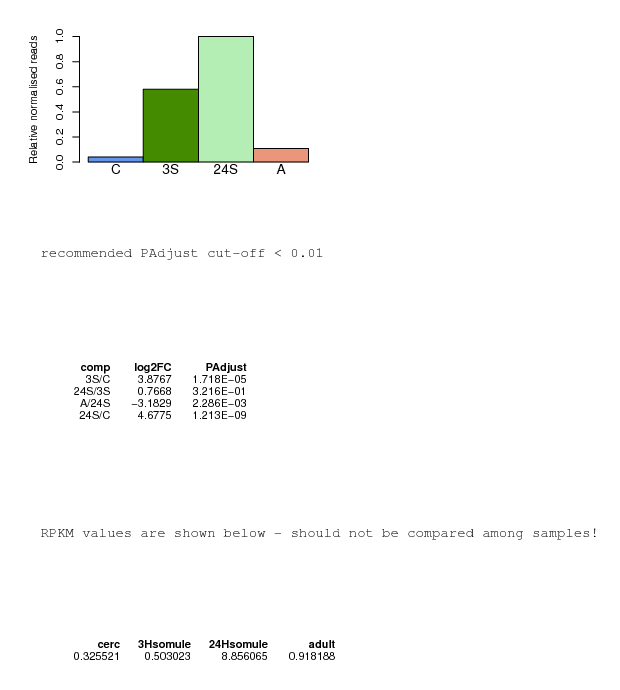 Relative normalised reads
1.0
0.8
0.6
0.4
0.2
0.0
C 3S 24S A
recommended PAdjust cut-off < 0.01
comp log2FC PAdjust
3S/C 3.8767 1.718E−05
24S/3S 0.7668 3.216E−01
A/24S −3.1829 2.286E−03
24S/C 4.6775 1.213E−09
RPKM values are shown below - should not be compared among samples!
cerc 3Hsomule 24Hsomule adult
0.325521 0.503023 8.856065 0.918188